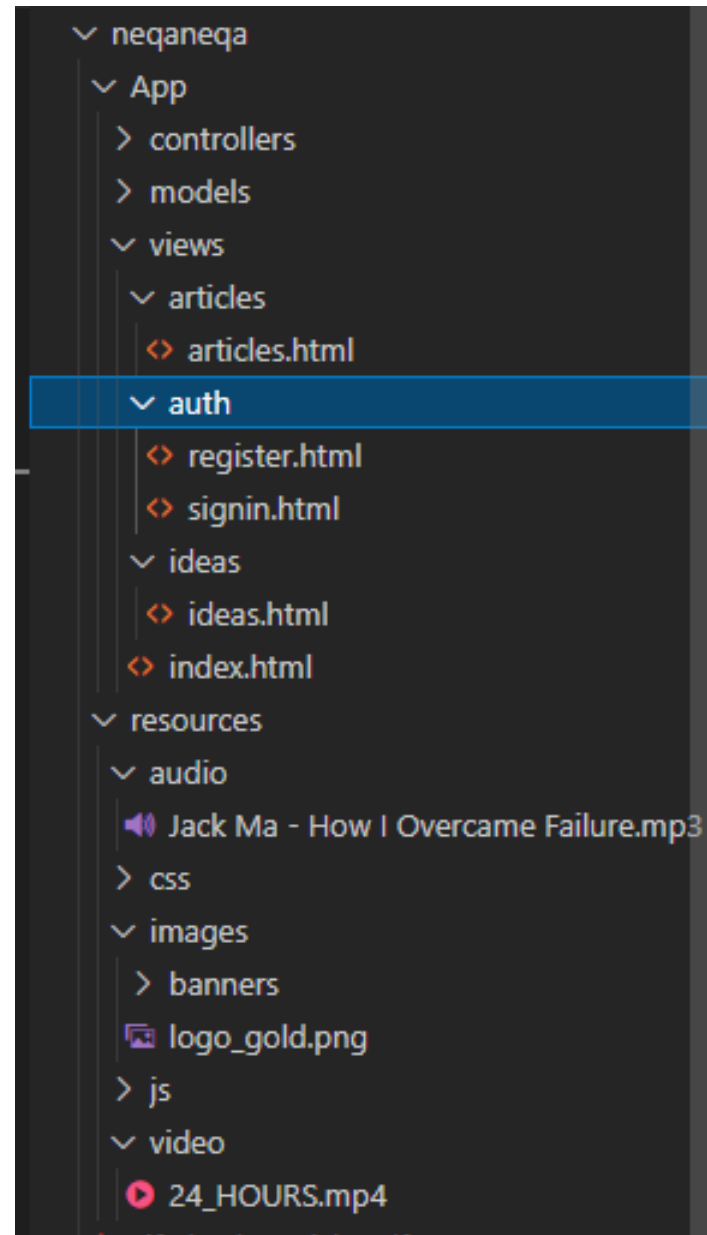 neqaneqa
App
controllers
models
views
articles
articles.html
auth
register.html
signin.html
ideas
ideas.html
index.html
resources
audio
Jack Ma - How I Overcame Failure.mp3
css
images
banners
logo_gold.png
js
video
24_HOURS.mp4